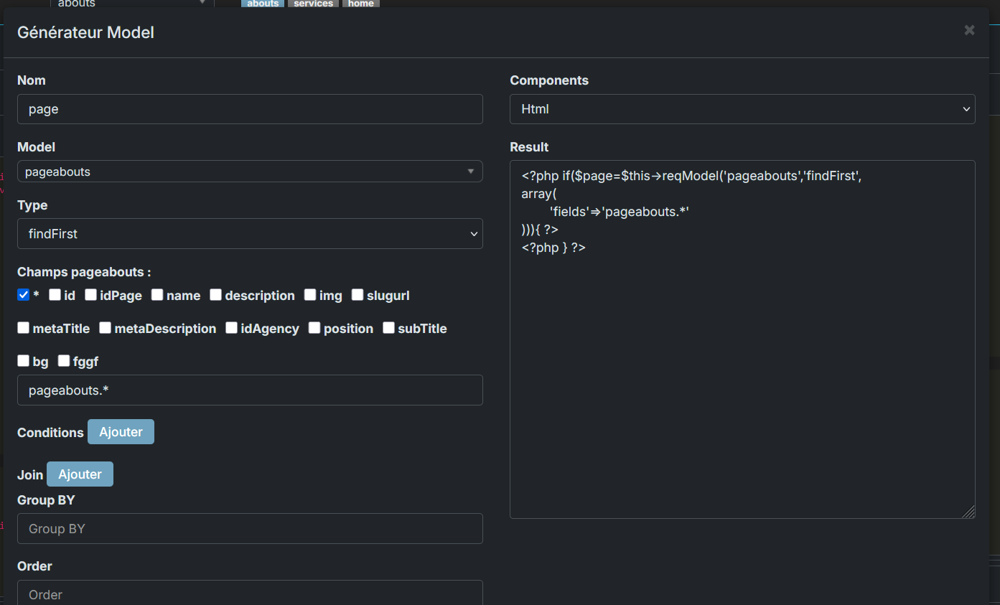 abouts
abouts services home
Générateur Model
Nom
page
Model
pageabouts
Type
findFirst
Champs pageabouts :
* id idPage name description img slugurl
metaTitle metaDescription idAgency position subTitle
bg fggf
pageabouts.*
Conditions Ajouter
Join Ajouter
Group BY
Group BY
Order
Order
Components
Html
Result
<?php if($page=$this->reqModel('pageabouts','findFirst',
array(
'fields'=>'pageabouts.*'
))){ ?>
<?php } ?>